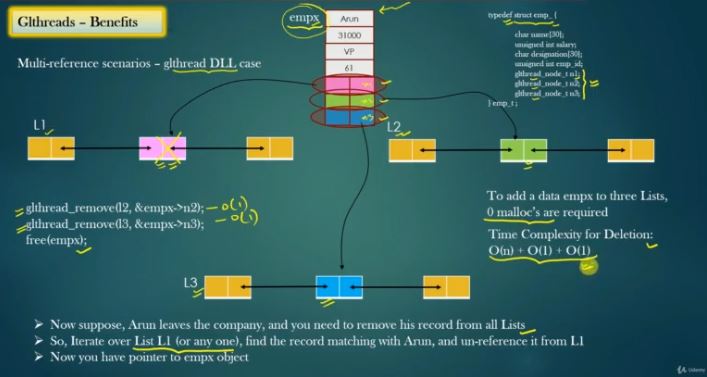 Glthreads – Benefits
Multi-reference scenarios – glthread DLL case
empx
Arun
31000
VP
61
n1
n2
n3
typedef struct emp_ {
char name[30];
unsigned int salary;
char designation[30];
unsigned int emp_id;
glthread_node_t n1;
glthread_node_t n2;
glthread_node_t n3;
} emp_t ;
L1
L2
glthread_remove(l2, &empx->n2); – o(1)
glthread_remove(l3, &empx->n3); – o(1)
free(empx);
To add a data empx to three Lists,
0 malloc's are required
Time Complexity for Deletion:
O(n) + O(1) + O(1)
L3
➢ Now suppose, Arun leaves the company, and you need to remove his record from all Lists
➢ So, Iterate over List L1 (or any one), find the record matching with Arun, and un-reference it from L1
➢ Now you have pointer to empx object
Udemy